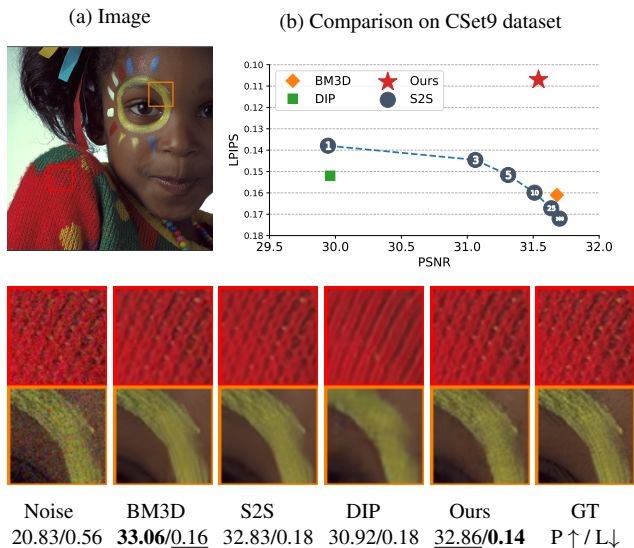 (a) Image
(b) Comparison on CSet9 dataset
0.10
0.11
0.12
0.13
0.14
0.15
0.16
0.17
0.18
LPIPS
BM3D
Ours
DIP
S2S
1
3
5
10
25
100
29.5 30.0 30.5 31.0 31.5 32.0
PSNR
Noise BM3D S2S DIP Ours GT
20.83/0.56 33.06/0.16 32.83/0.18 30.92/0.18 32.86/0.14 P ↑ / L↓